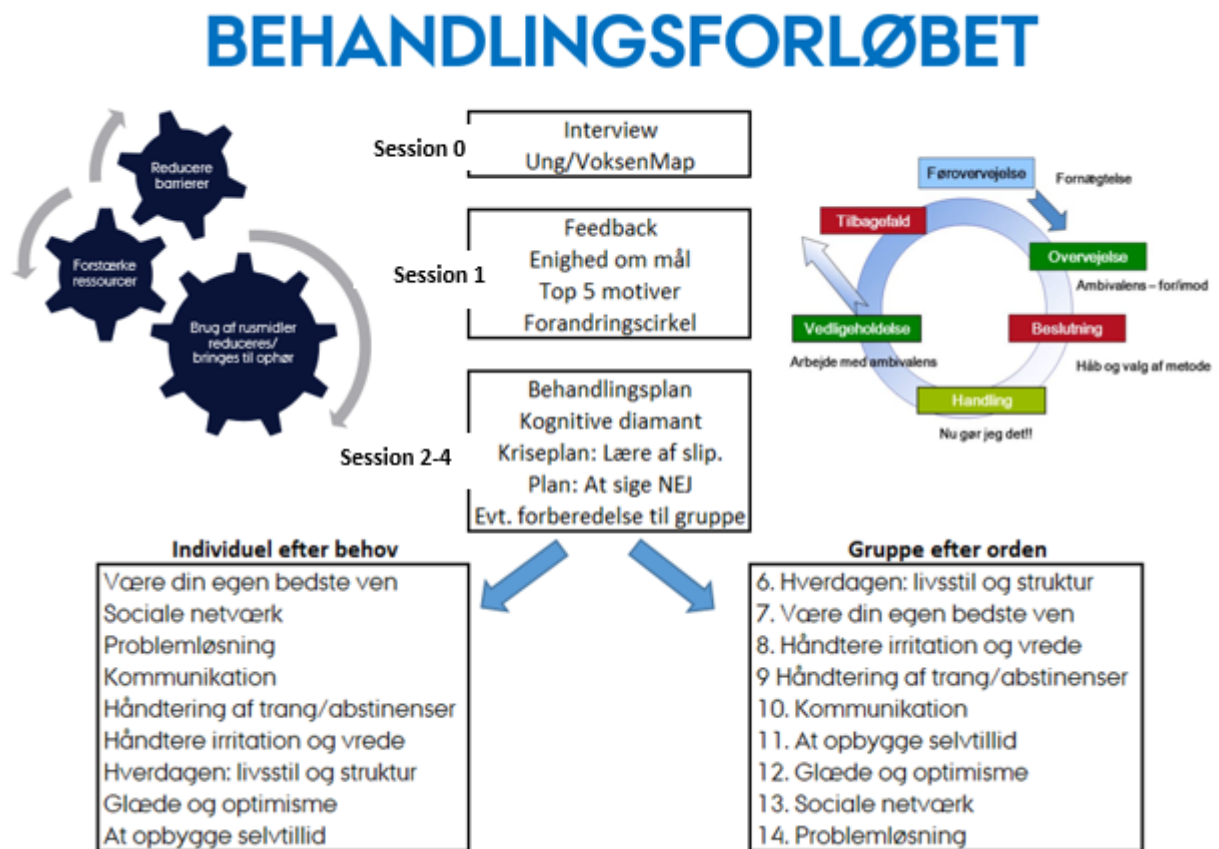 BEHANDLINGSFORLØBET
Reducere
barrierer
Forstærke
ressourcer
Brug af rusmidler
reduceres/
bringes til ophør
Session 0
Interview
Ung/VoksenMap
Session 1
Feedback
Enighed om mål
Top 5 motiver
Forandringscirkel
Session 2-4
Behandlingsplan
Kognitive diamant
Kriseplan: Lære af slip.
Plan: At sige NEJ
Evt. forberedelse til gruppe
Førovervejelse
Fornægtelse
Tilbagefald
Overvejelse
Ambivalens – for/imod
Vedligeholdelse
Beslutning
Arbejde med ambivalens
Håb og valg af metode
Handling
Nu gør jeg det!!
Individuel efter behov
Være din egen bedste ven
Sociale netværk
Problemløsning
Kommunikation
Håndtering af trang/abstinenser
Håndtere irritation og vrede
Hverdagen: livsstil og struktur
Glæde og optimisme
At opbygge selvtillid
Gruppe efter orden
6. Hverdagen: livsstil og struktur
7. Være din egen bedste ven
8. Håndtere irritation og vrede
9 Håndtering af trang/abstinenser
10. Kommunikation
11. At opbygge selvtillid
12. Glæde og optimisme
13. Sociale netværk
14. Problemløsning